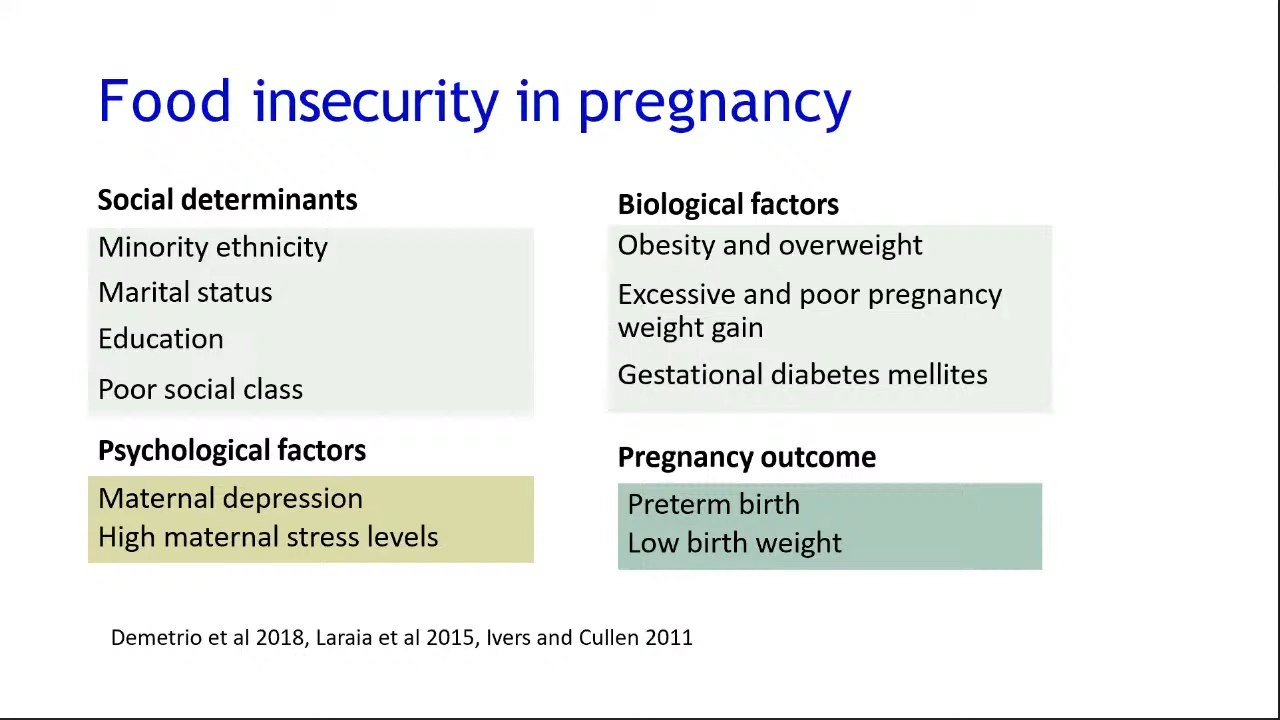 Food insecurity in pregnancy
Social determinants
Minority ethnicity
Marital status
Education
Poor social class
Psychological factors
Maternal depression
High maternal stress levels
Biological factors
Obesity and overweight
Excessive and poor pregnancy
weight gain
Gestational diabetes mellites
Pregnancy outcome
Preterm birth
Low birth weight
Demetrio et al 2018, Laraia et al 2015, Ivers and Cullen 2011